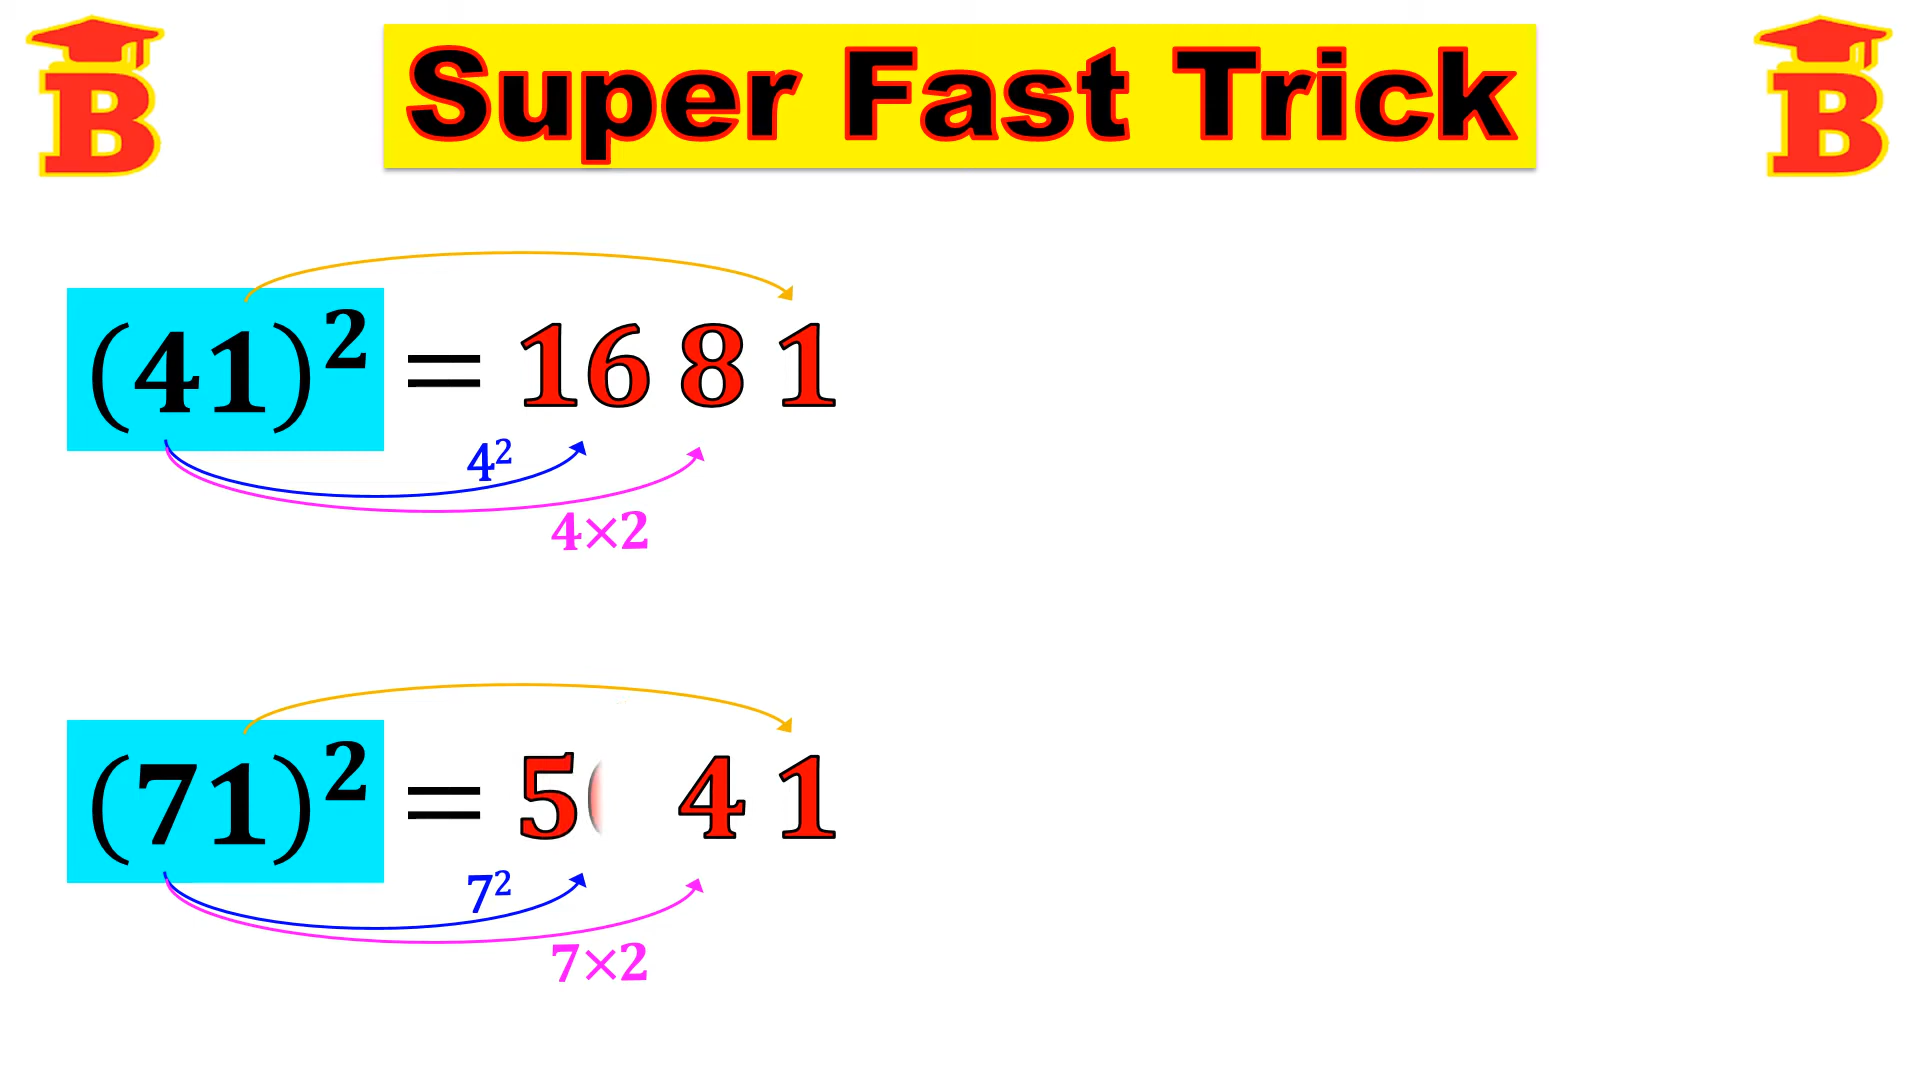 B Super Fast Trick B
(41)² = 16 8 1
4²
4×2
(71)² = 5 4 1
7²
7×2